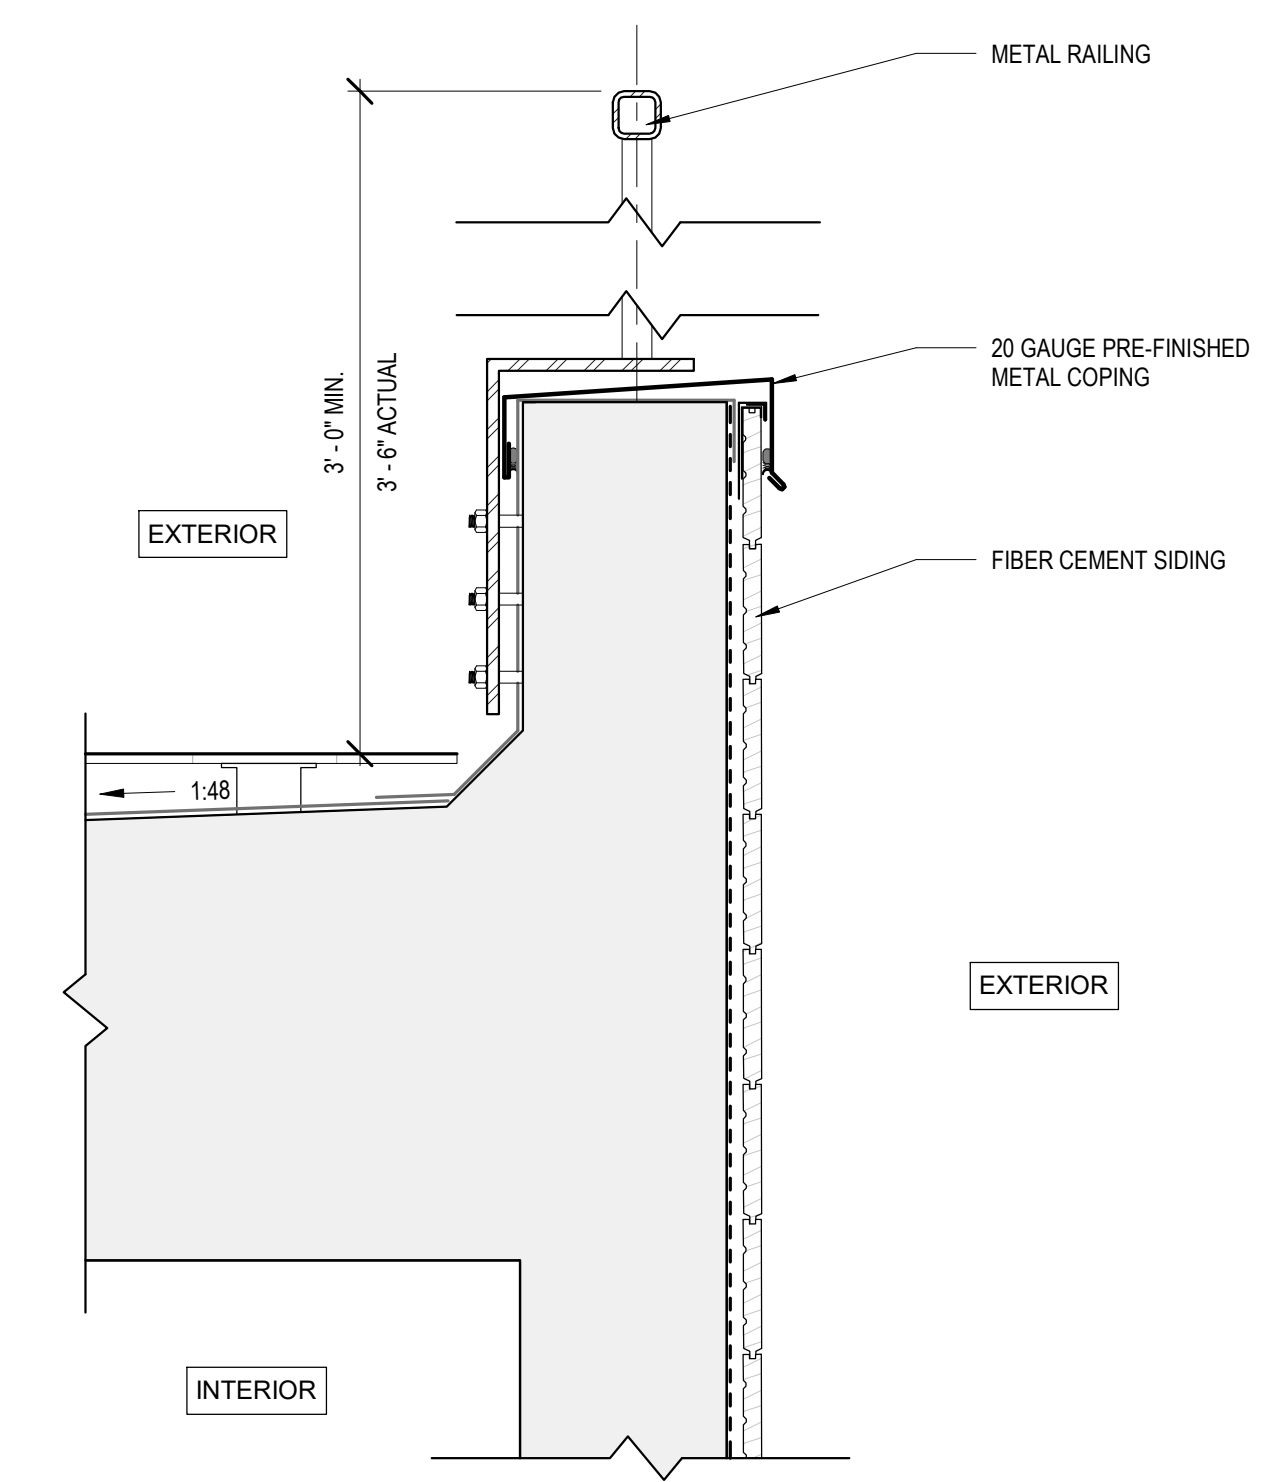 METAL RAILING
20 GAUGE PRE-FINISHED
METAL COPING
3' - 0" MIN.
3' - 6" ACTUAL
EXTERIOR
FIBER CEMENT SIDING
1:48
EXTERIOR
INTERIOR